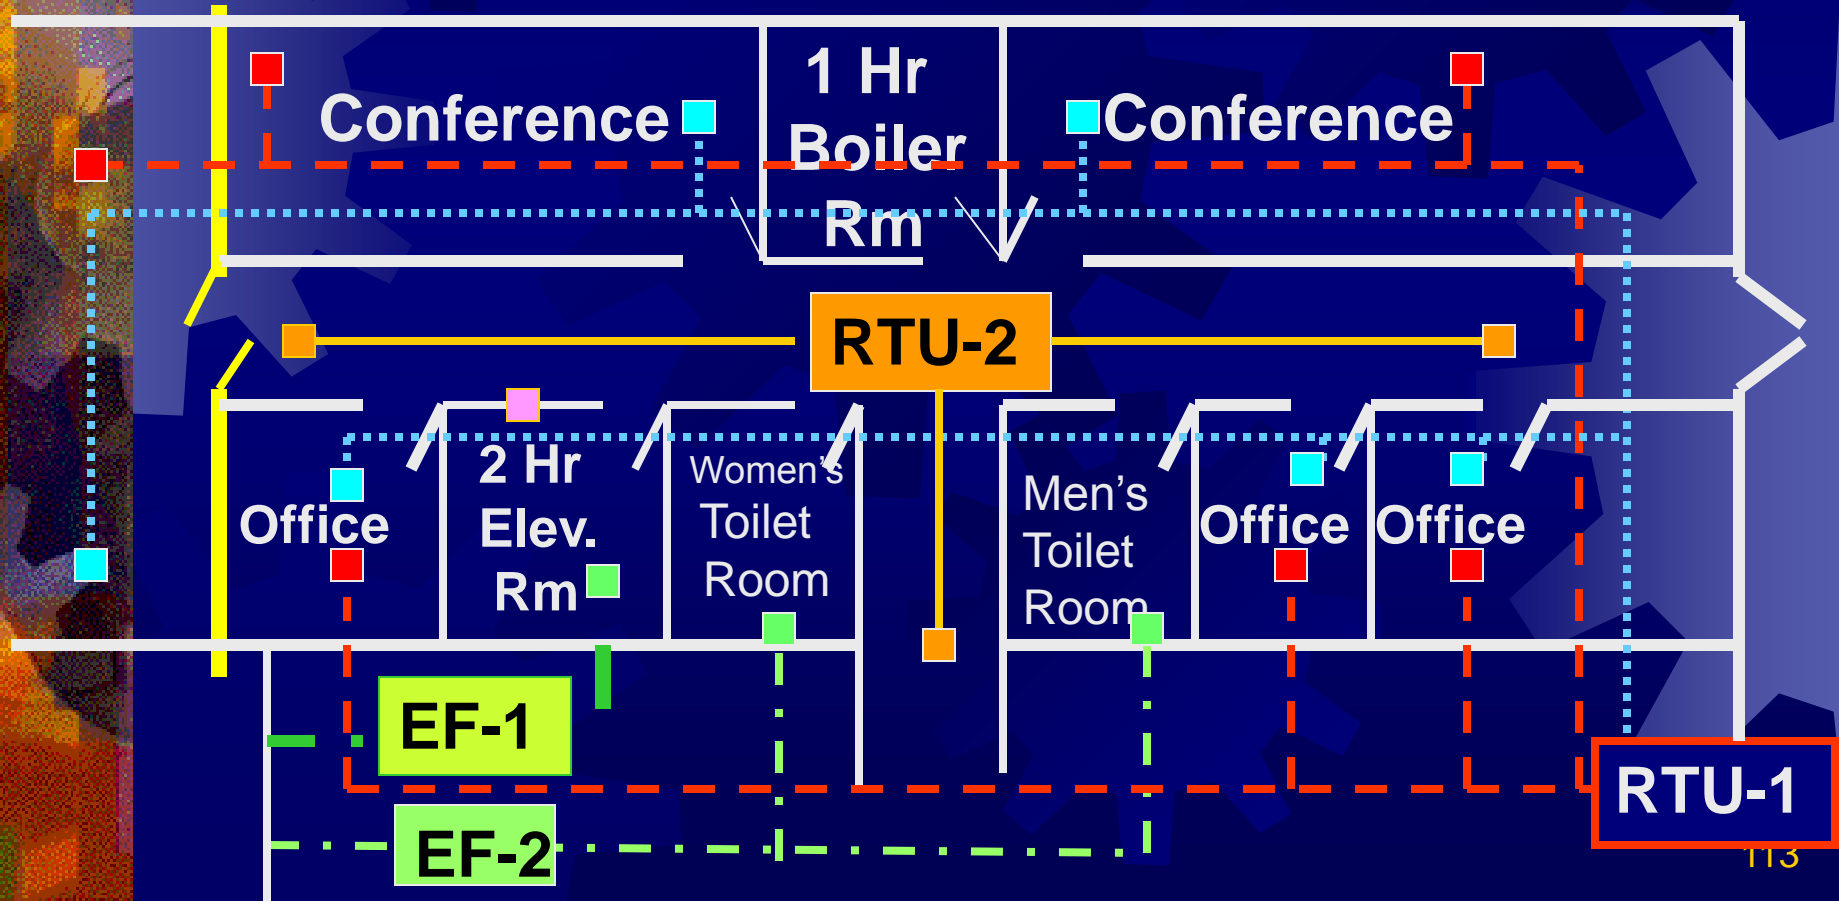 Conference
1 Hr
Boiler
Rm
Conference
RTU-2
Office
2 Hr
Elev.
Rm
Women's
Toilet
Room
Men's
Toilet
Room
Office
Office
EF-1
EF-2
RTU-1
113